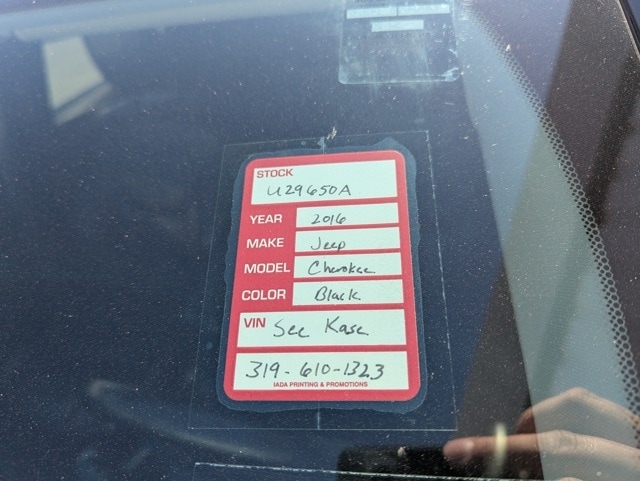 STOCK
U29650A
YEAR 2016
MAKE Jeep
MODEL Cherokee
COLOR Black
VIN See Kase
319-610-1323
IADA PRINTING & PROMOTIONS